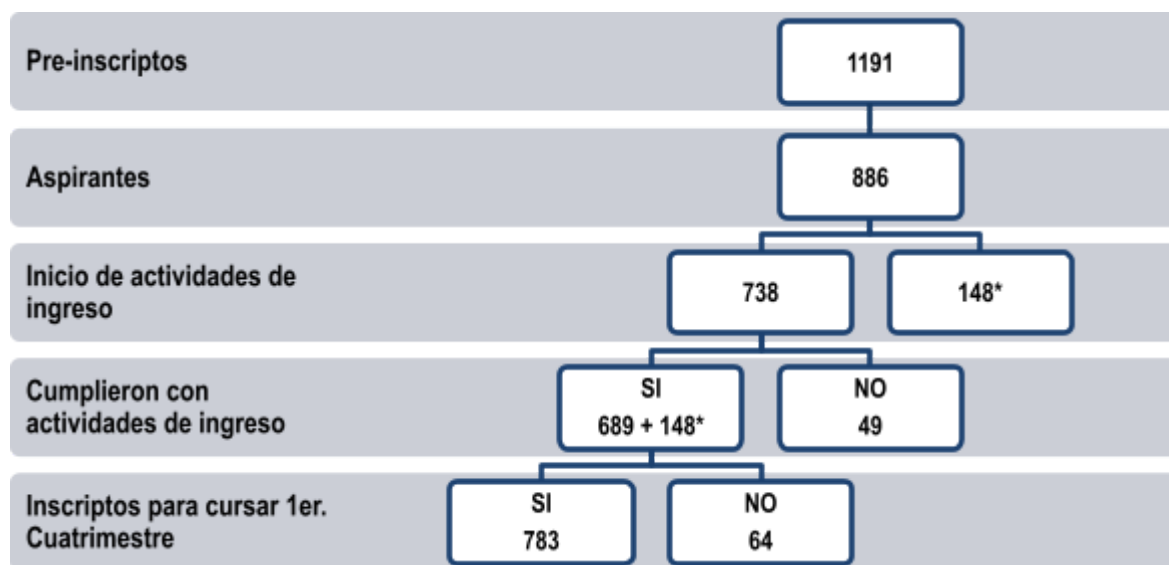 Pre-inscriptos
1191
Aspirantes
886
Inicio de actividades de
ingreso
738
148*
Cumplieron con
actividades de ingreso
SI
689 + 148*
NO
49
Inscriptos para cursar 1er.
Cuatrimestre
SI
783
NO
64